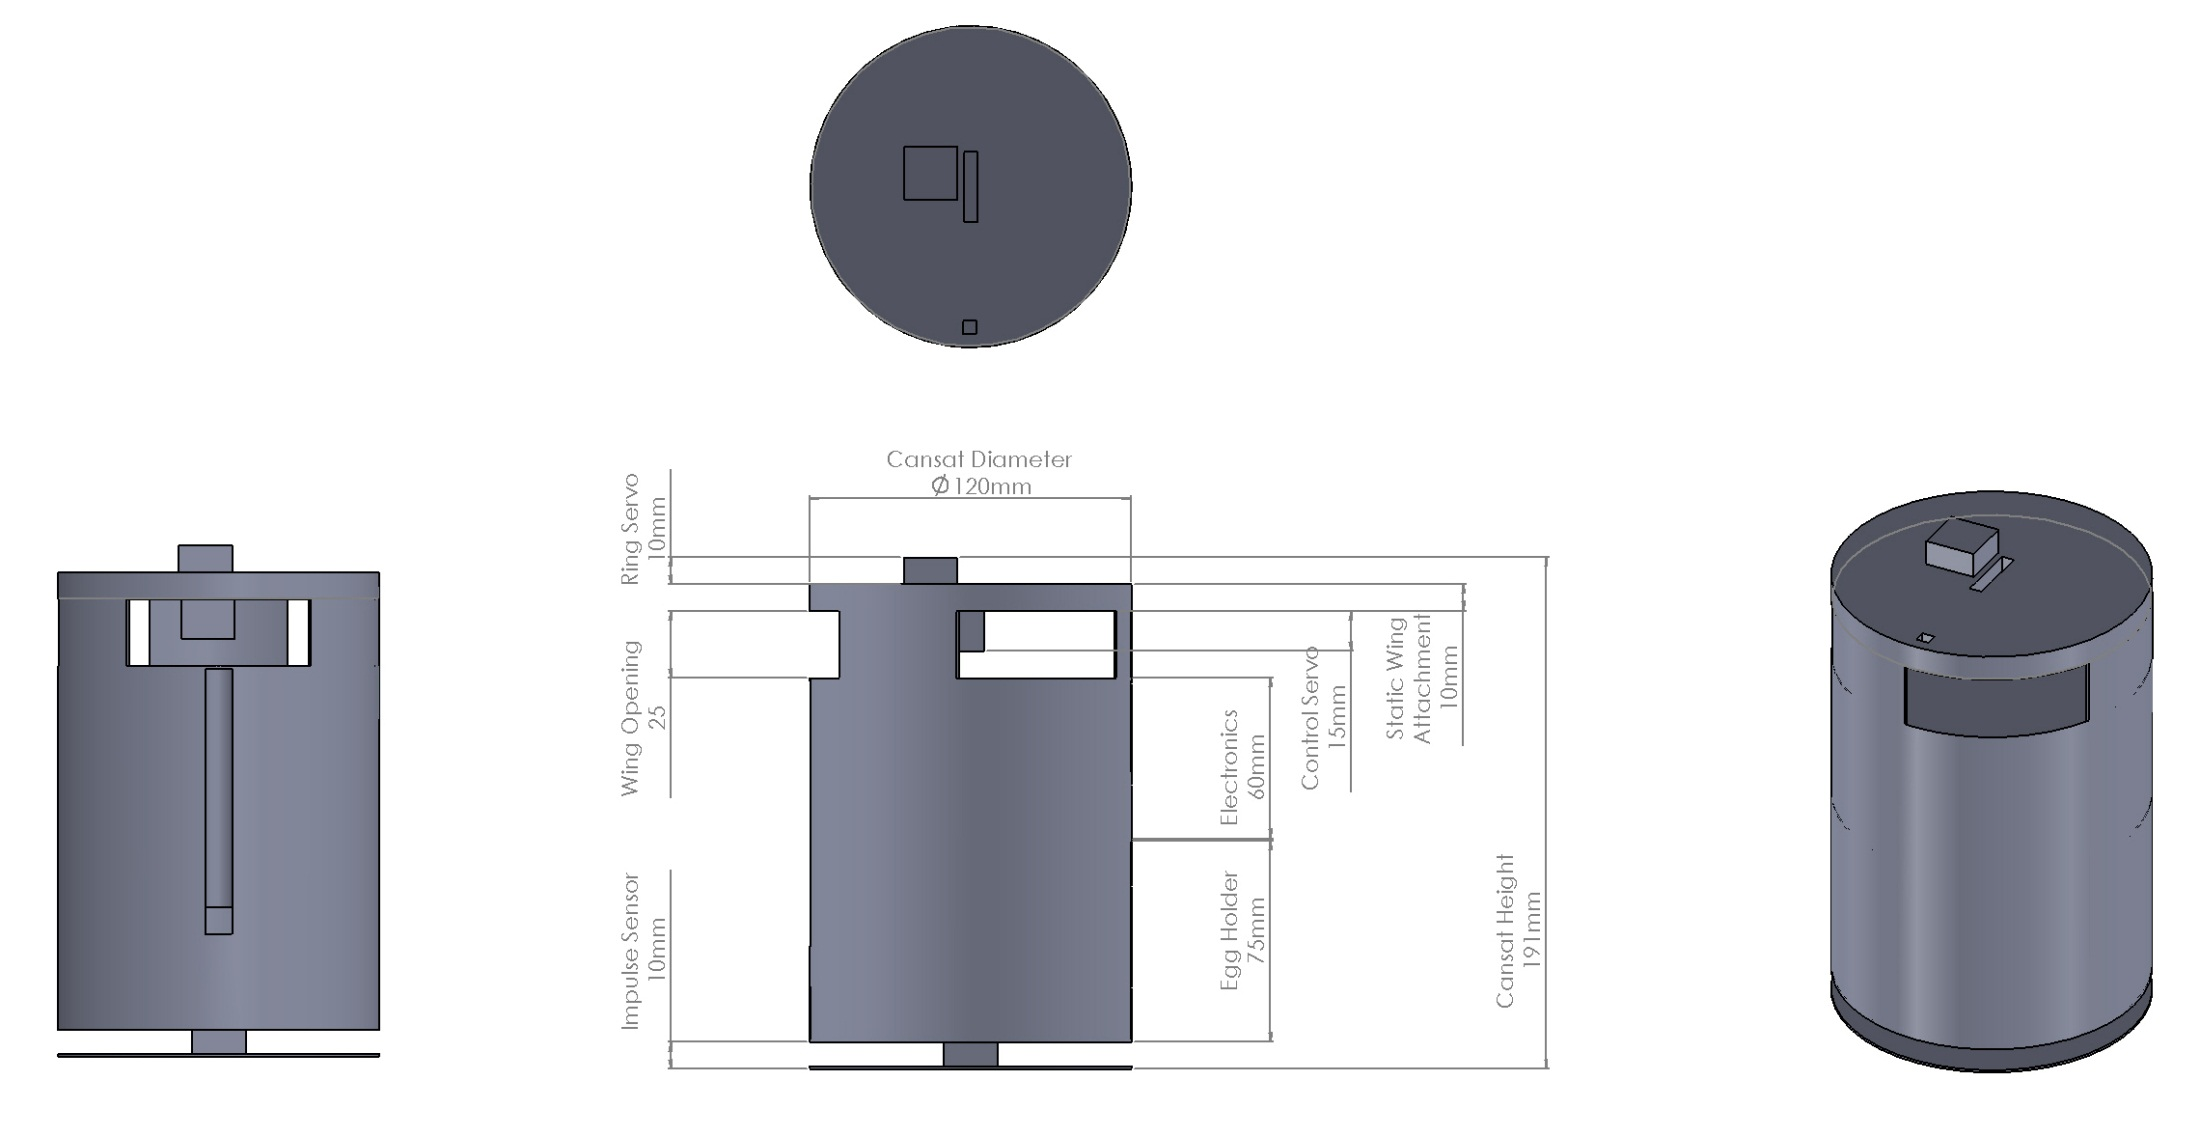 Cansat Diameter
Ø120mm
Ring Servo
10mm
Wing Opening
25
Impulse Sensor
10mm
Electronics
60mm
Egg Holder
75mm
Control Servo
15mm
Static Wing
Attachment
10mm
Cansat Height
191mm